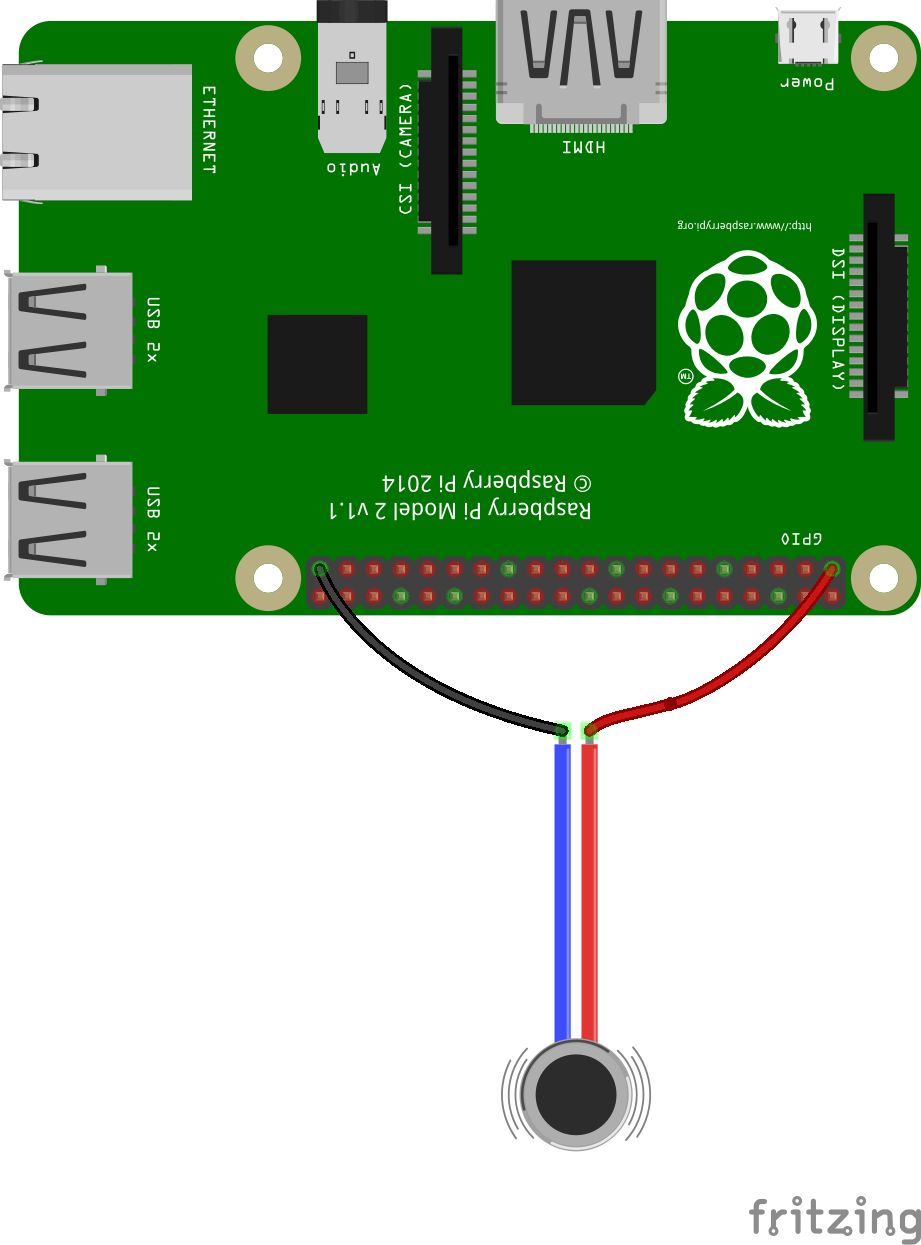 Power
ETHERNET
HDMI
Audio
CSI (CAMERA)
http://www.raspberrypi.org
DSI (DISPLAY)
USB 2x
TM
Raspberry Pi Model 2 v1.1
© Raspberry Pi 2014
USB 2x
GPIO
fritzing